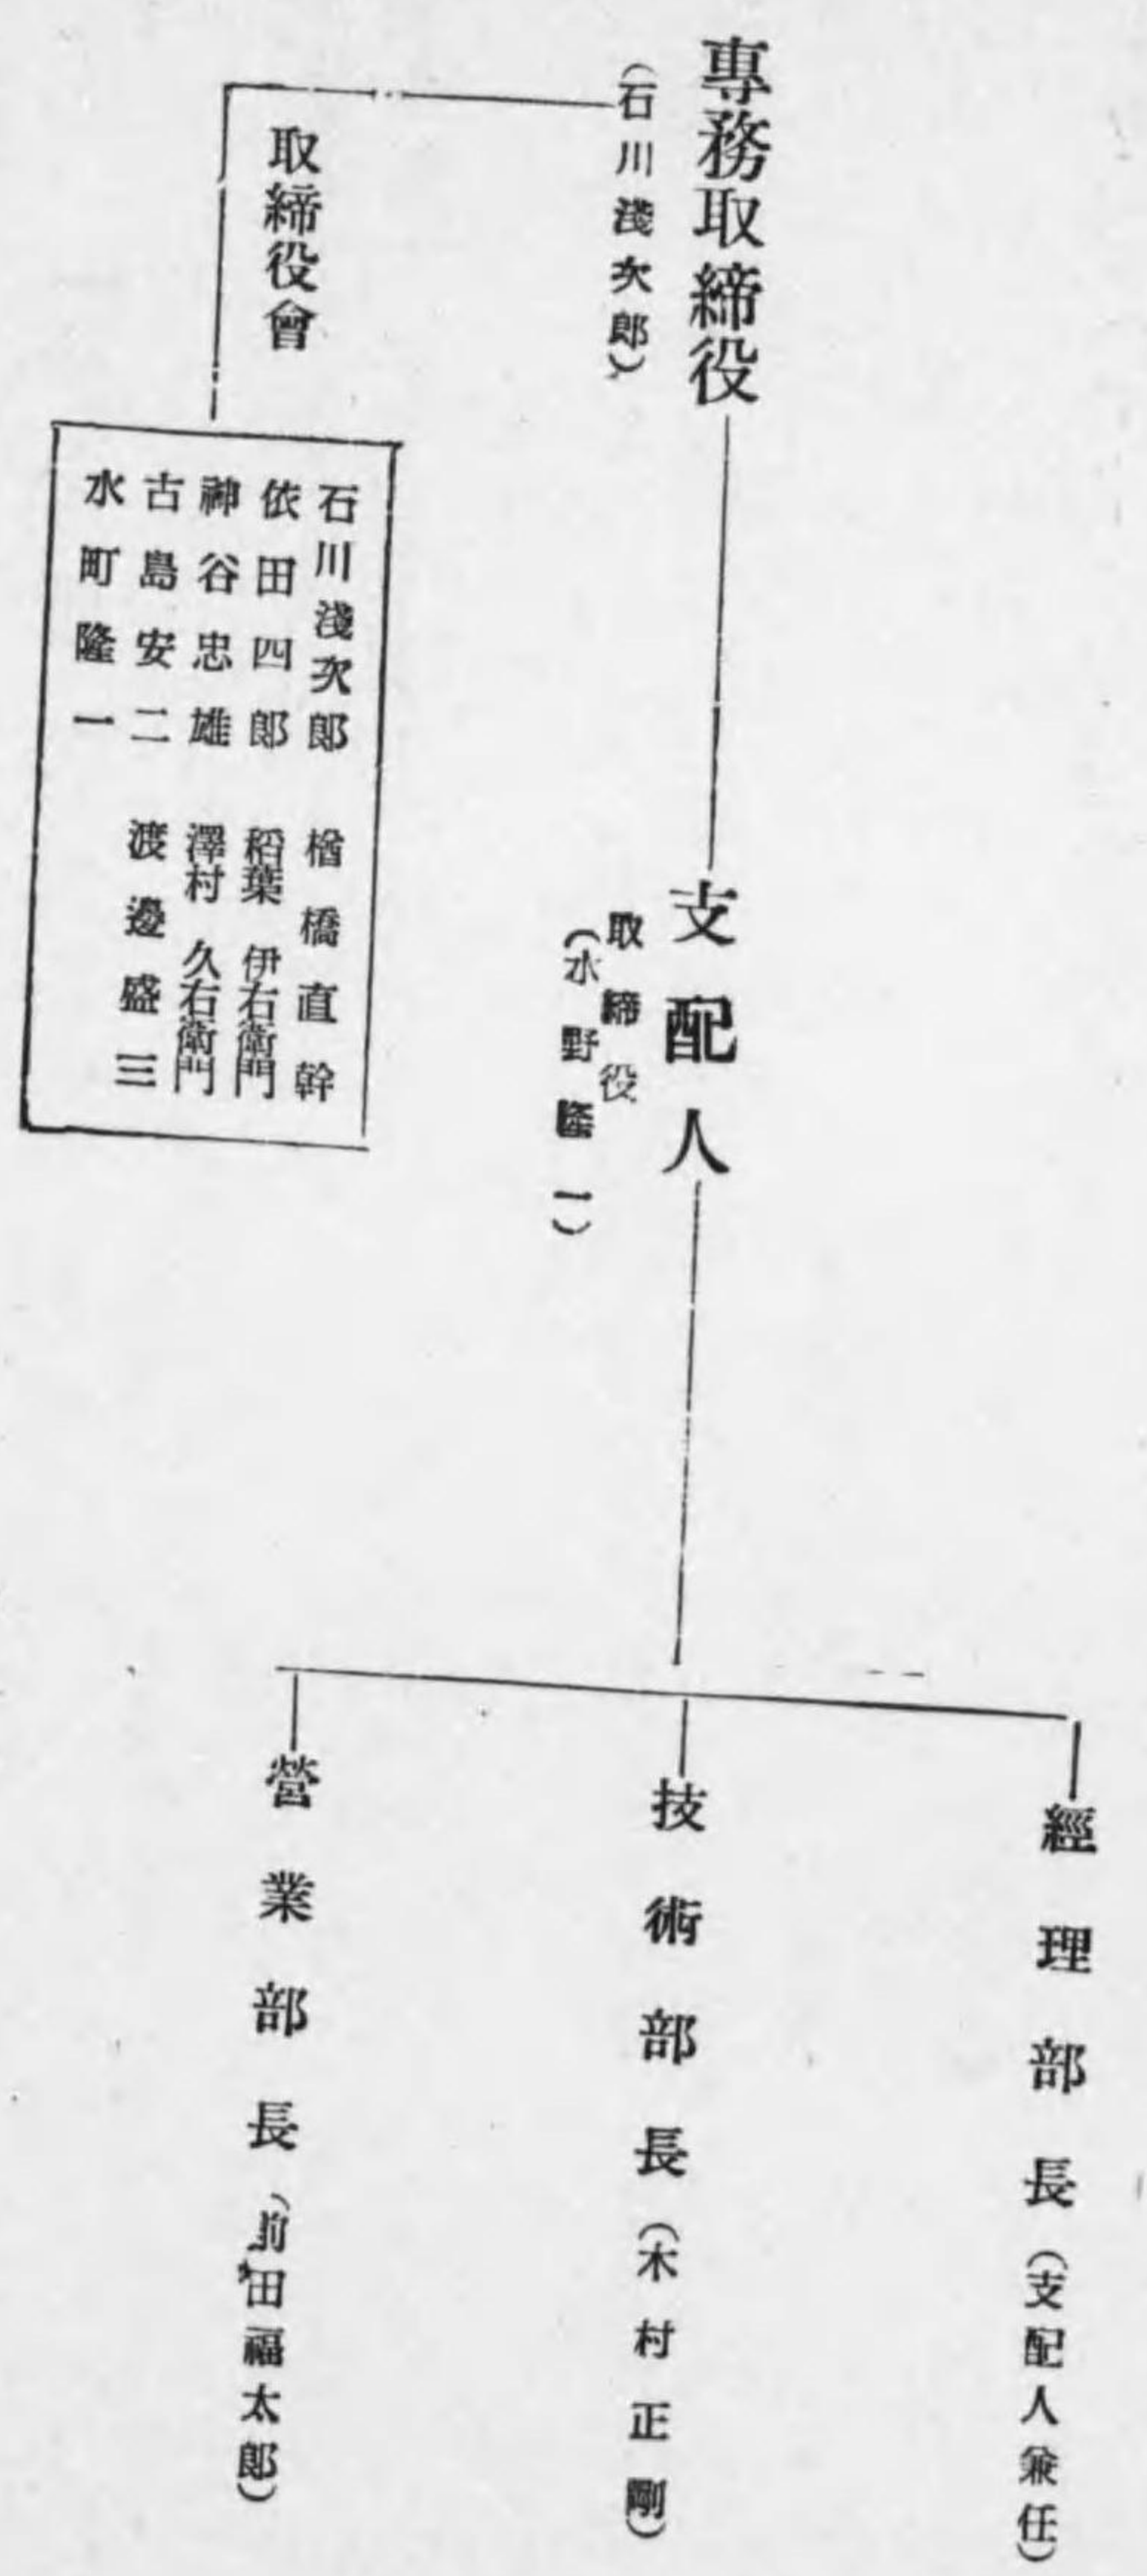 專務取締役
(石川淺次郎)
取締役會
石川淺次郎 楢橋直幹
依田四郎 稻葉伊右衞門
神谷忠雄 澤村久右衞門
古島安二 渡邊盛三
水町隆一
支配人
取締役
(水野隆一)
經理部長(支配人兼任)
技術部長(木村正剛)
營業部長(前田福太郎)